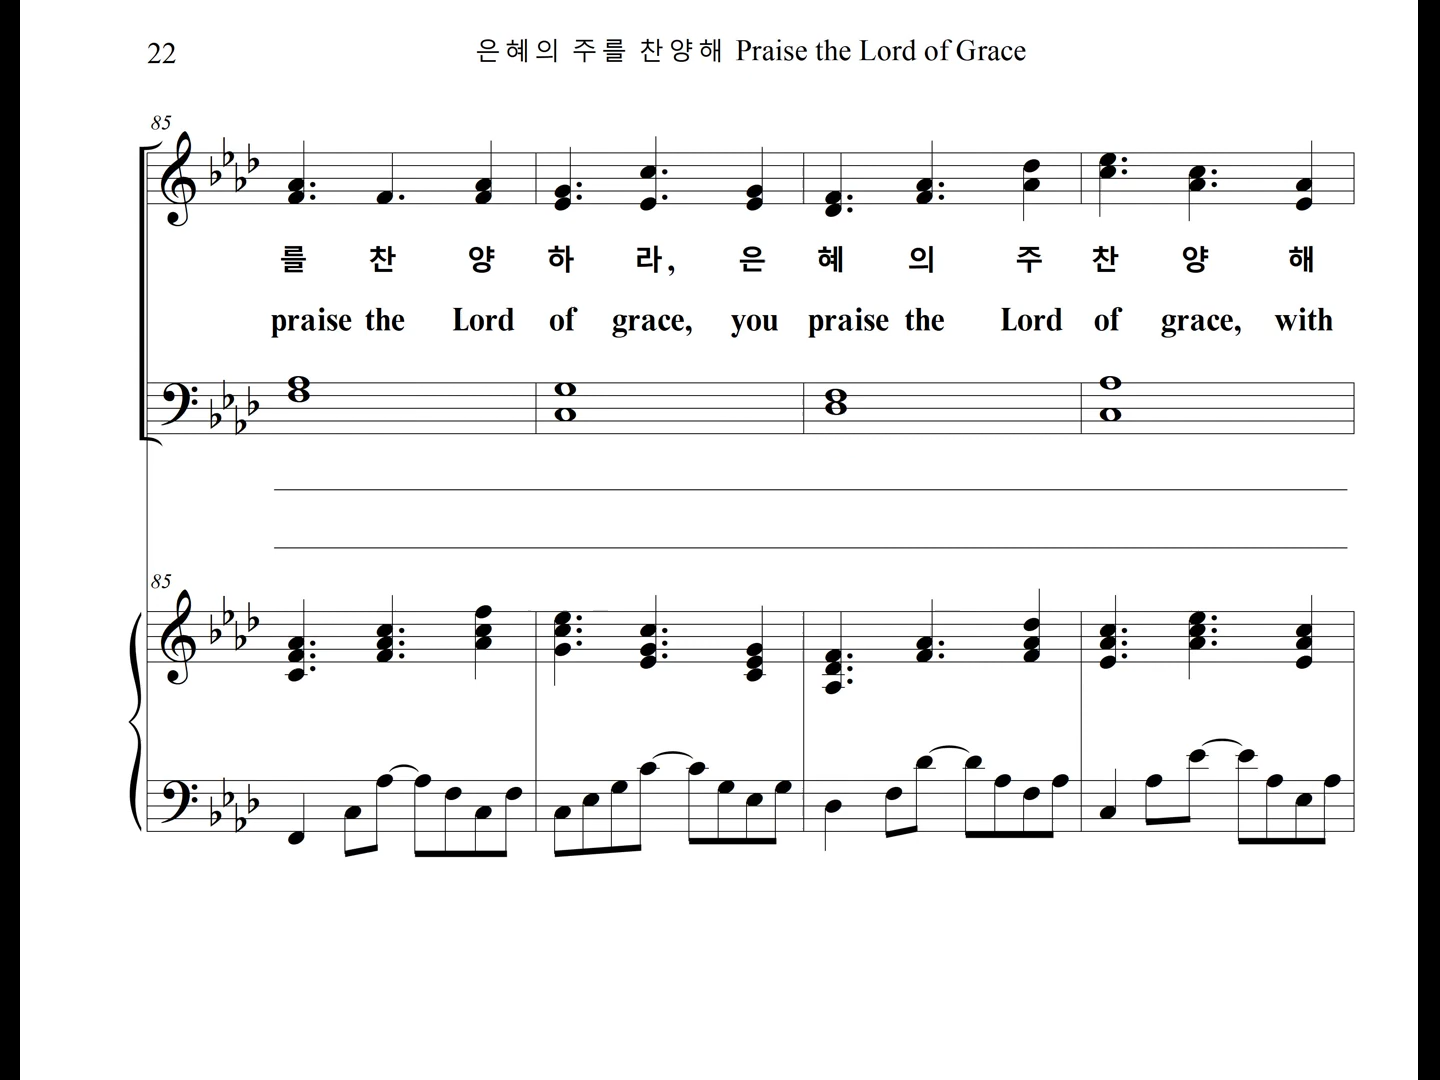 22
은혜의 주를 찬양해 Praise the Lord of Grace
85
를 찬 양 하 라, 은 혜 의 주 찬 양 해
praise the Lord of grace, you praise the Lord of grace, with
85